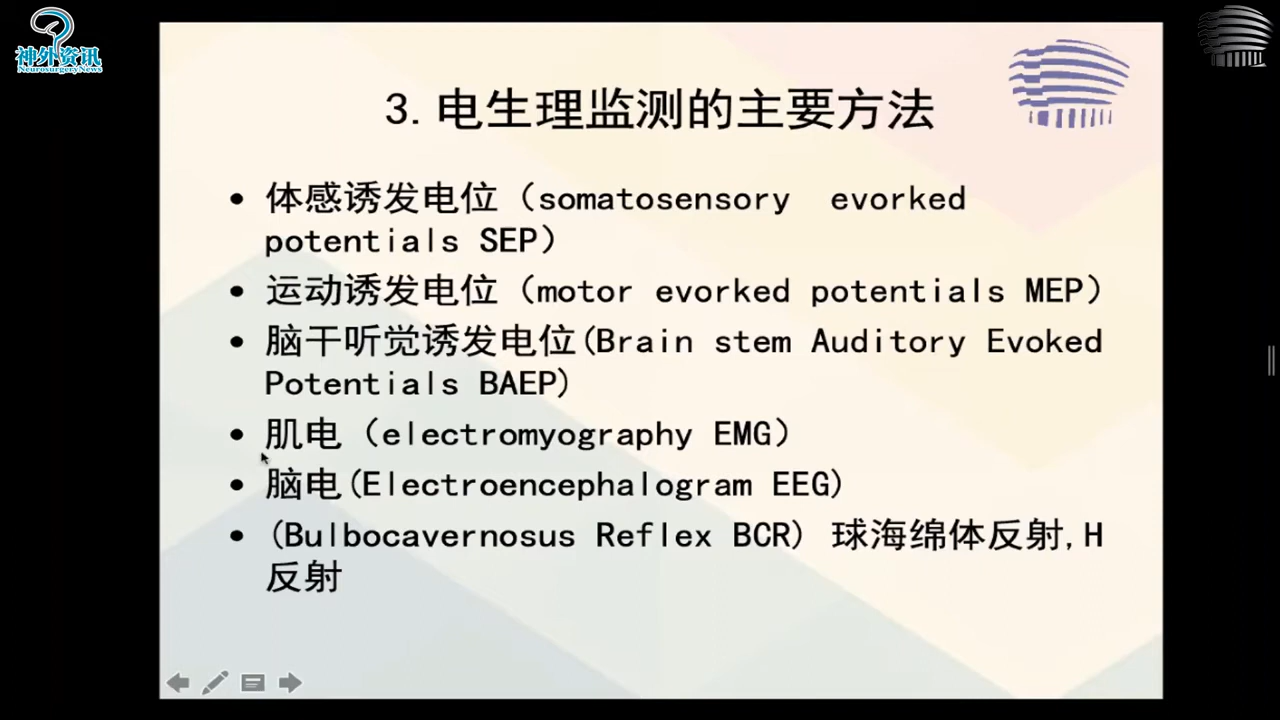 神外资讯
NeurosurgeryNews
3.电生理监测的主要方法
• 体感诱发电位（somatosensory evorked
potentials SEP）
• 运动诱发电位（motor evorked potentials MEP）
• 脑干听觉诱发电位(Brain stem Auditory Evoked
Potentials BAEP)
• 肌电（electromyography EMG）
• 脑电(Electroencephalogram EEG)
• (Bulbocavernosus Reflex BCR) 球海绵体反射,H
反射